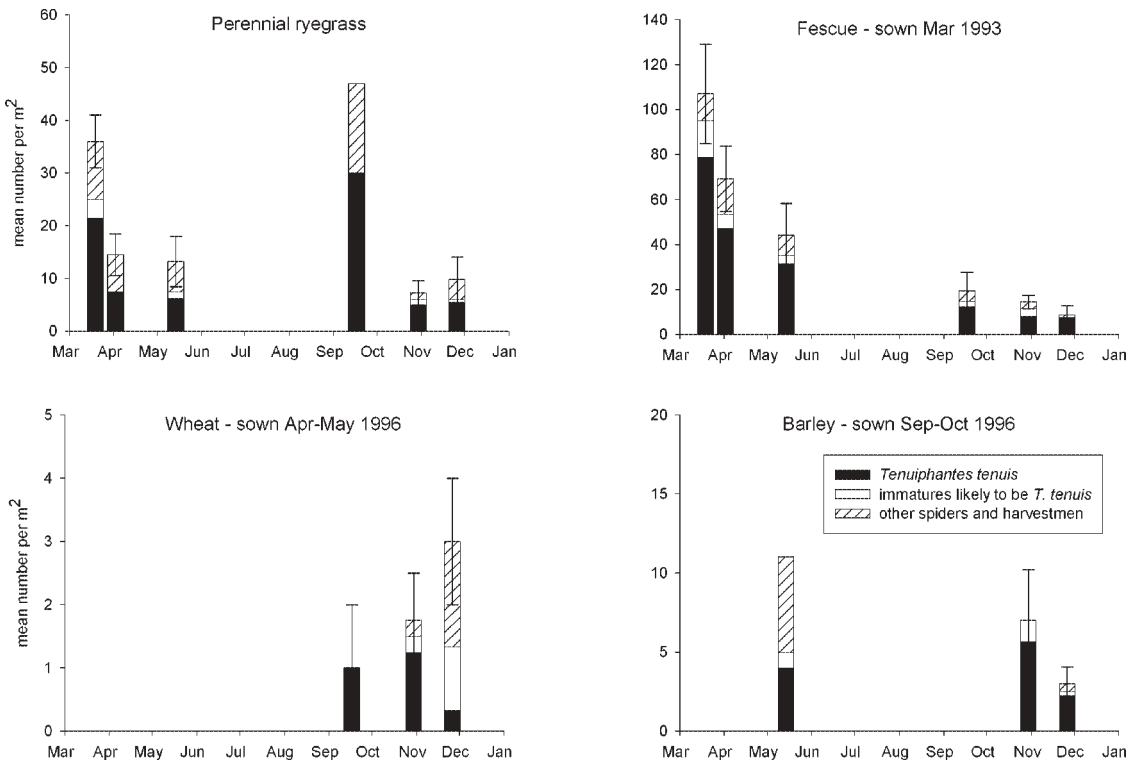 Perennial ryegrass
60
50
40
30
20
10
0
mean number per m²
Mar Apr May Jun Jul Aug Sep Oct Nov Dec Jan
Fescue - sown Mar 1993
140
120
100
80
60
40
20
0
Mar Apr May Jun Jul Aug Sep Oct Nov Dec Jan
Wheat - sown Apr-May 1996
5
4
3
2
1
0
mean number per m²
Mar Apr May Jun Jul Aug Sep Oct Nov Dec Jan
Barley - sown Sep-Oct 1996
20
15
10
5
0
Tenuiphantes tenuis
immatures likely to be T. tenuis
other spiders and harvestmen
Mar Apr May Jun Jul Aug Sep Oct Nov Dec Jan